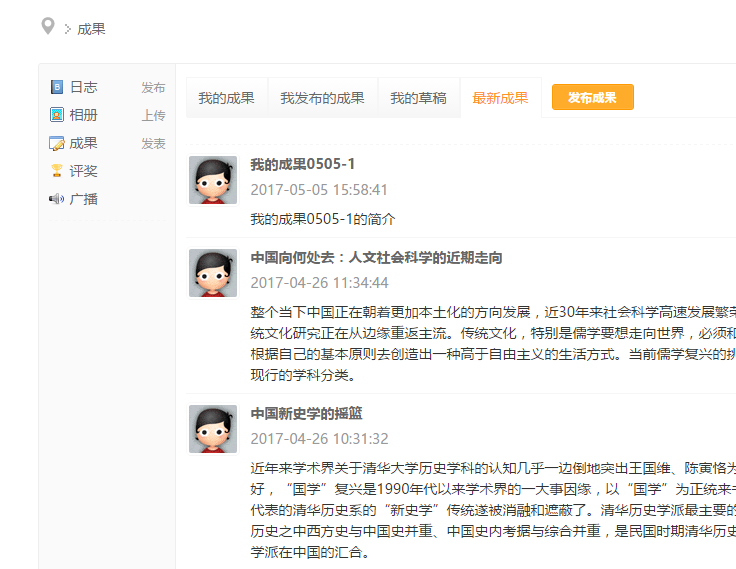 > 成果
日志 发布
相册 上传
成果 发表
评奖
广播
我的成果 我发布的成果 我的草稿 最新成果 发布成果
我的成果0505-1
2017-05-05 15:58:41
我的成果0505-1的简介
中国向何处去：人文社会科学的近期走向
2017-04-26 11:34:44
整个当下中国正在朝着更加本土化的方向发展，近30年来社会科学高速发展繁荣
统文化研究正在从边缘重返主流。传统文化，特别是儒学要想走向世界，必须和
根据自己的基本原则去创造出一种高于自由主义的生活方式。当前儒学复兴的挑
现行的学科分类。
中国新史学的摇篮
2017-04-26 10:31:32
近年来学术界关于清华大学历史学科的认知几乎一边倒地突出王国维、陈寅恪为
好，“国学”复兴是1990年代以来学术界的一大事因缘，以“国学”为正统来书
代表的清华历史系的“新史学”传统遂被消融和遮蔽了。清华历史学派最主要的
历史之中西方史与中国史并重、中国史内考据与综合并重，是民国时期清华历史
学派在中国的汇合。